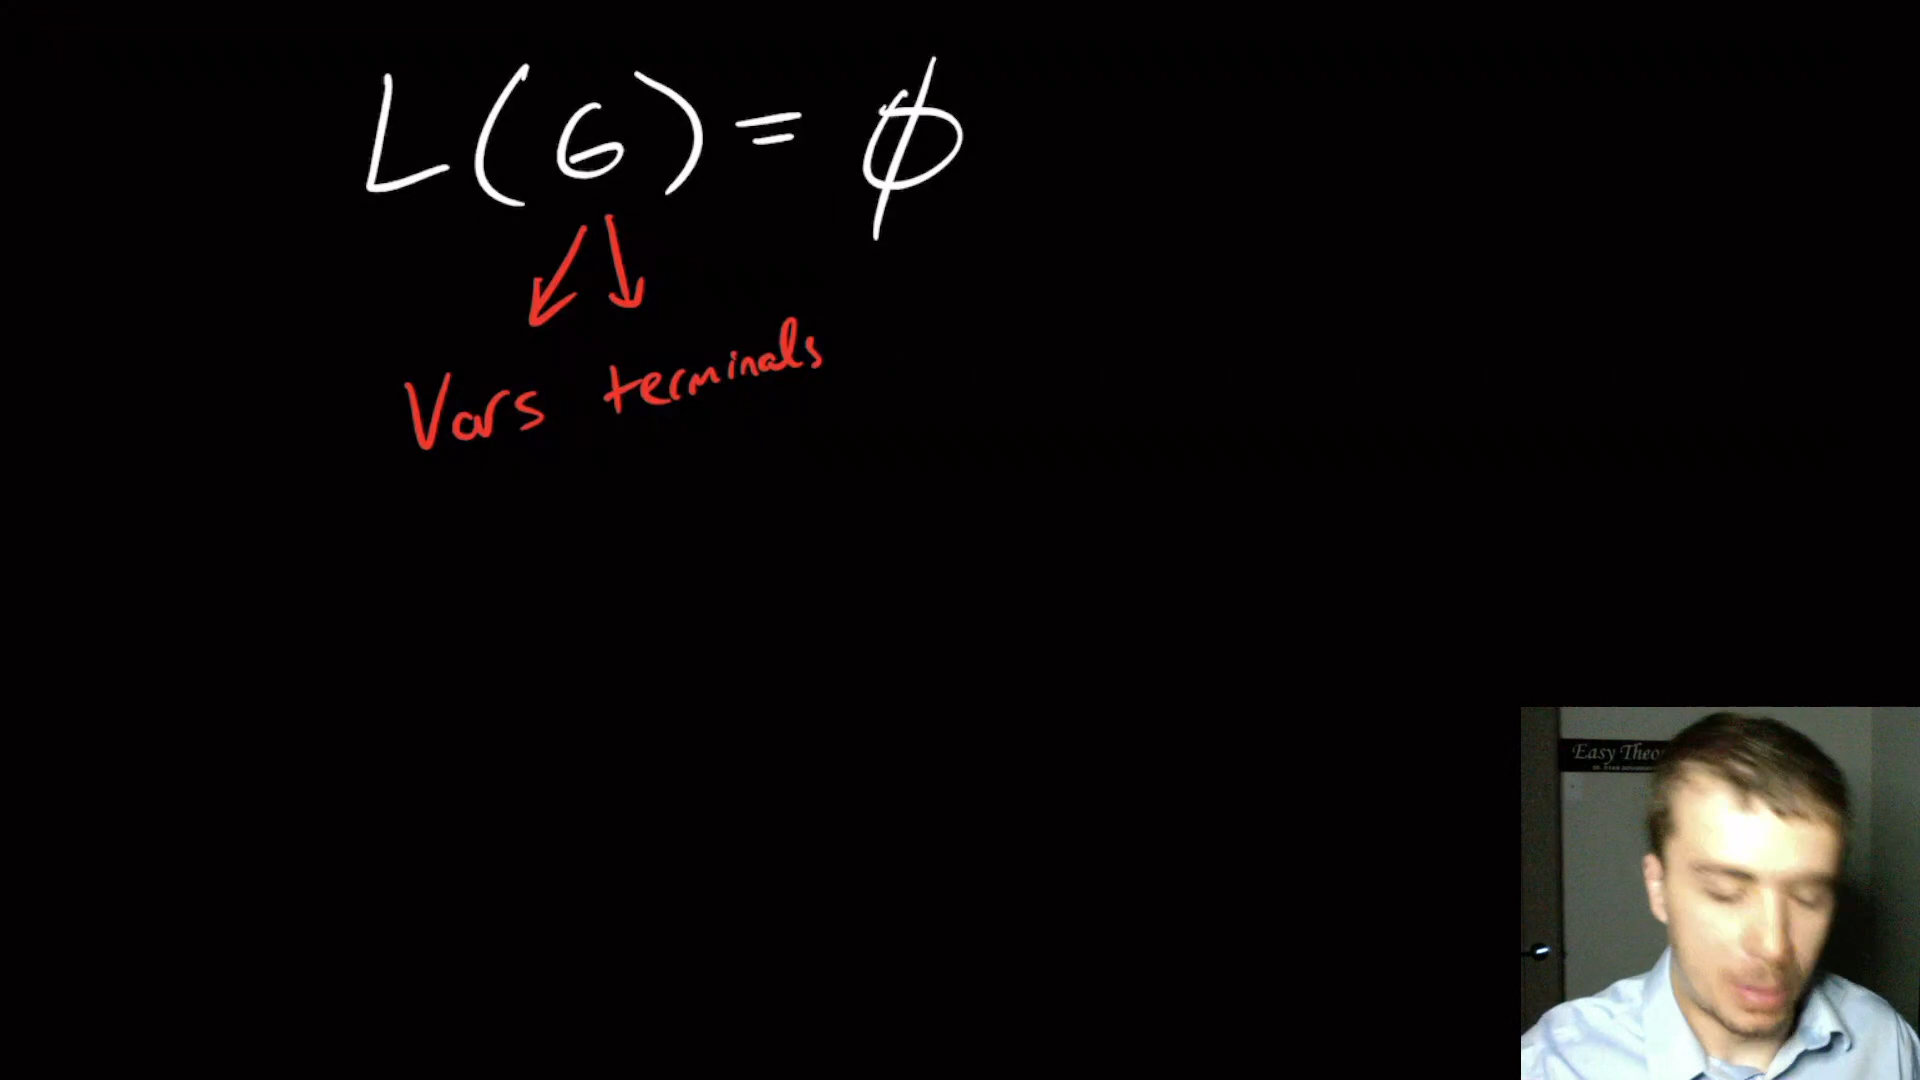 L(G) = ϕ
Vars terminals
Easy Theo